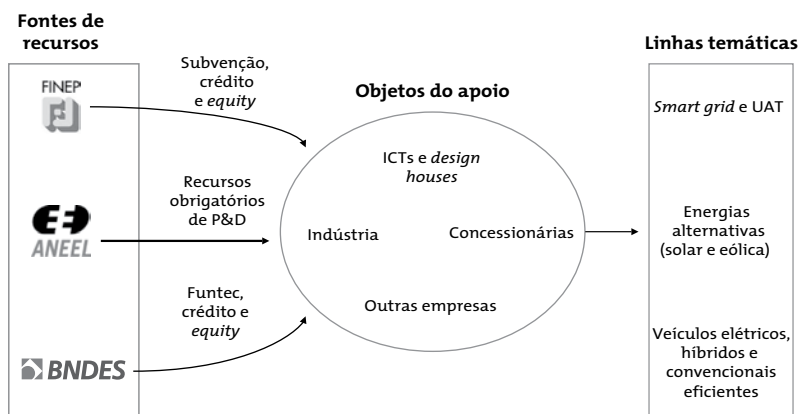 Fontes de
recursos
FINEP
ANEEL
BNDES
Subvenção,
crédito
e equity
Recursos
obrigatórios
de P&D
Funtec,
crédito e
equity
Objetos do apoio
ICTs e design
houses
Indústria
Concessionárias
Outras empresas
Linhas temáticas
Smart grid e UAT
Energias
alternativas
(solar e eólica)
Veículos elétricos,
híbridos e
convencionais
eficientes